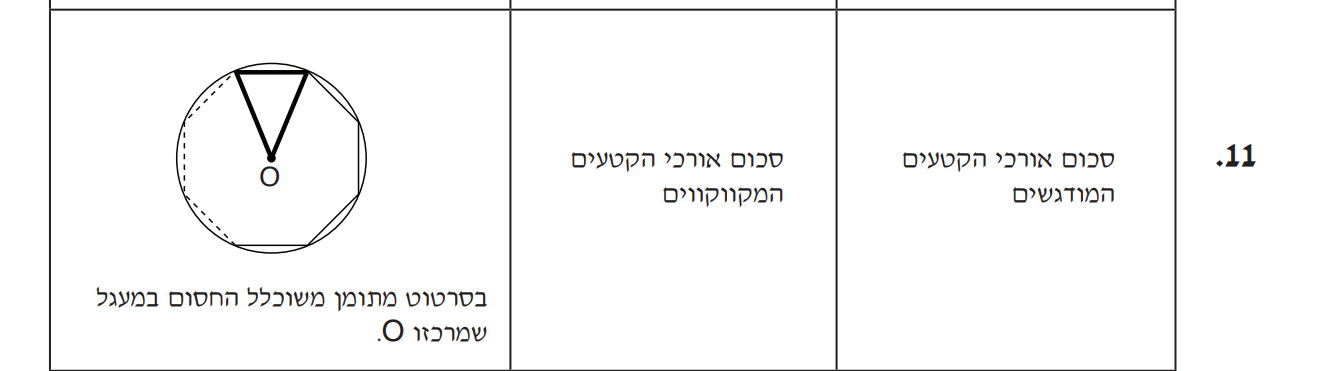 11.
סכום אורכי הקטעים
המודגשים
סכום אורכי הקטעים
המקווקווים
O
בסרטוט מתומן משוכלל החסום במעגל
שמרכזו O.